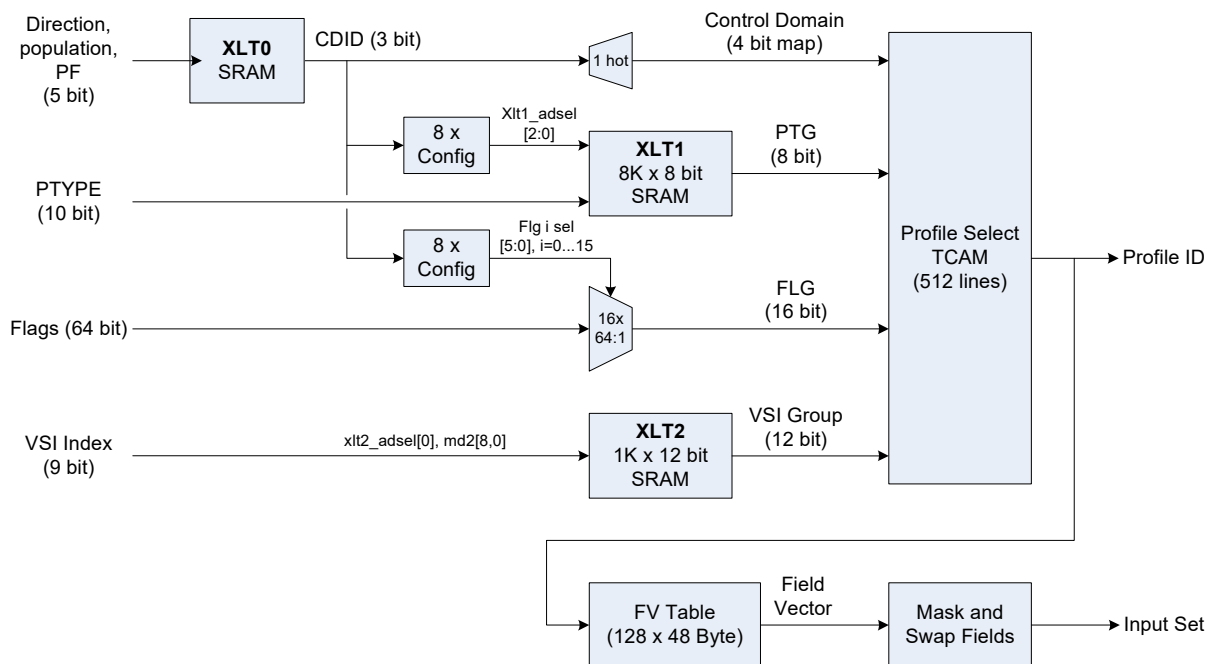 Direction,
population,
PF
(5 bit)
XLT0
SRAM
CDID (3 bit)
1 hot
Control Domain
(4 bit map)
8 x
Config
Xlt1_adsel
[2:0]
XLT1
8K x 8 bit
SRAM
PTG
(8 bit)
PTYPE
(10 bit)
8 x
Config
Flg i sel
[5:0], i=0...15
Profile Select
TCAM
(512 lines)
Profile ID
Flags (64 bit)
16x
64:1
FLG
(16 bit)
VSI Index
(9 bit)
xlt2_adsel[0], md2[8,0]
XLT2
1K x 12 bit
SRAM
VSI Group
(12 bit)
FV Table
(128 x 48 Byte)
Field
Vector
Mask and
Swap Fields
Input Set